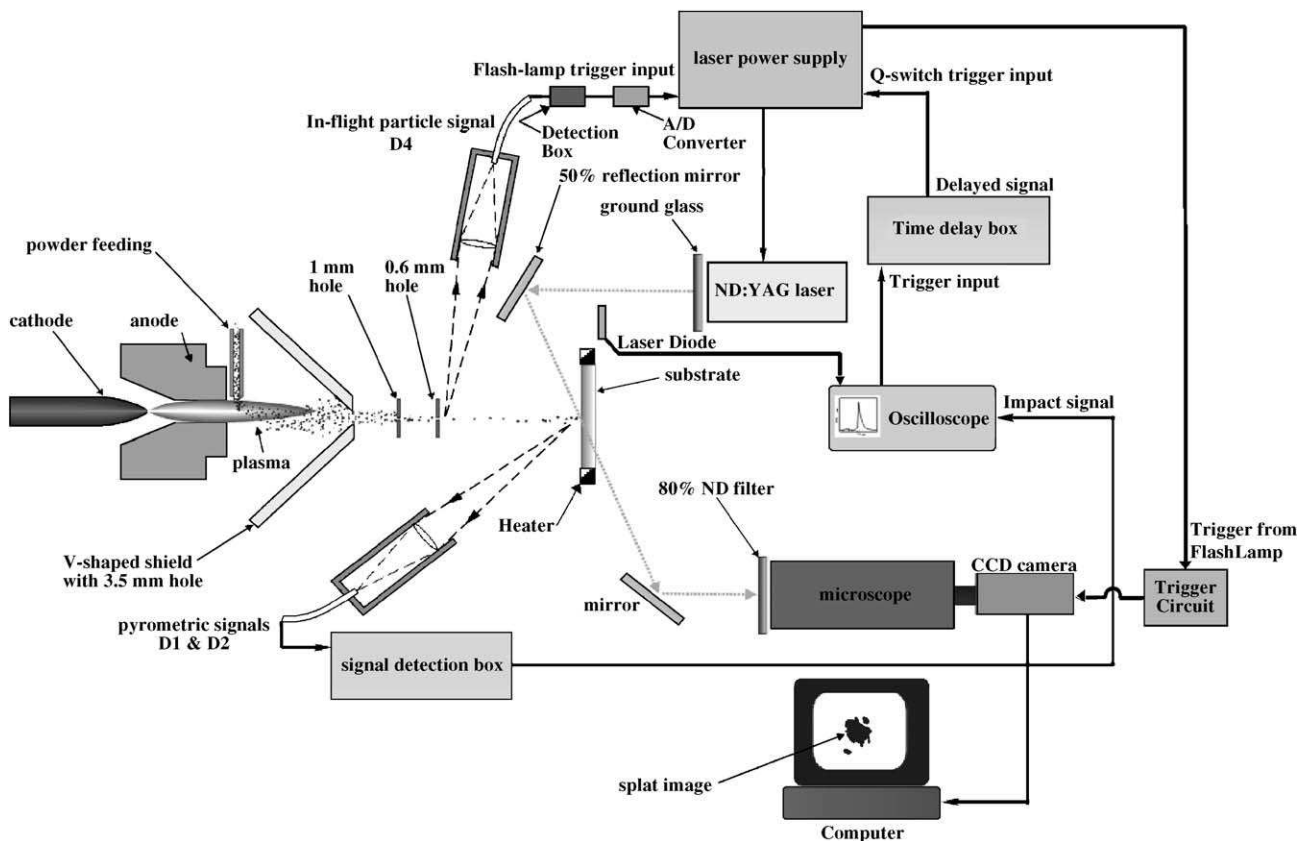 laser power supply
Flash-lamp trigger input
Q-switch trigger input
In-flight particle signal
D4
Detection
Box
A/D
Converter
50% reflection mirror
Delayed signal
ground glass
Time delay box
powder feeding
1 mm
hole
0.6 mm
hole
ND:YAG laser
Trigger input
cathode
anode
Laser Diode
substrate
Oscilloscope
Impact signal
plasma
80% ND filter
Heater
V-shaped shield
with 3.5 mm hole
Trigger from
FlashLamp
CCD camera
microscope
Trigger
Circuit
mirror
pyrometric signals
D1 & D2
signal detection box
splat image
Computer